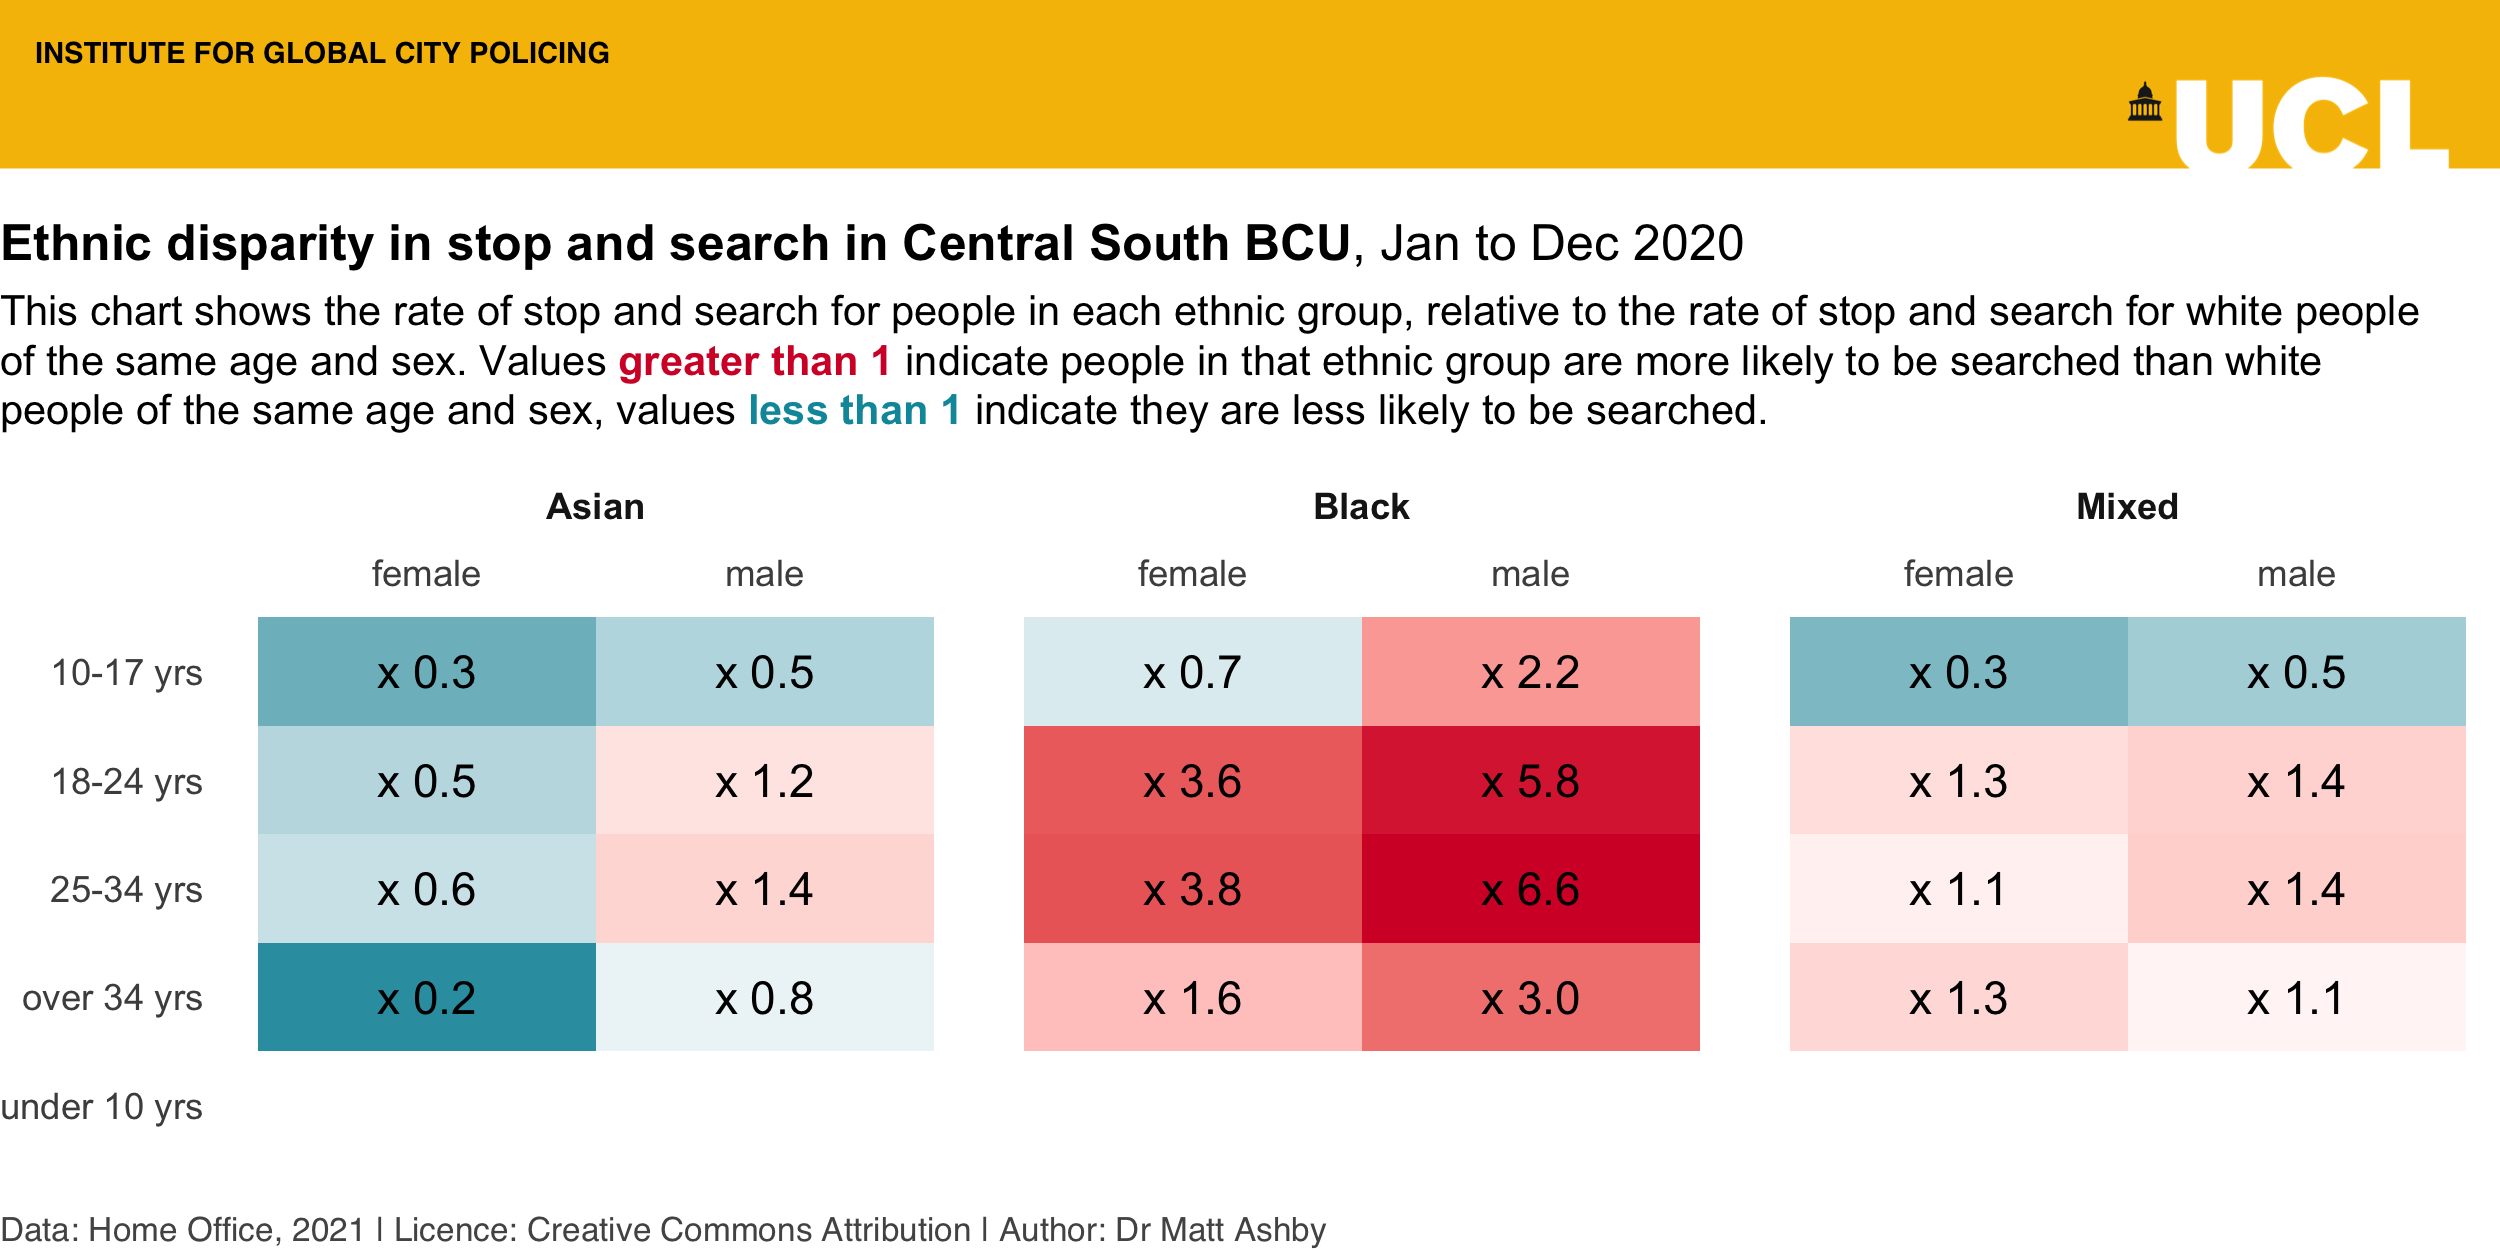 INSTITUTE FOR GLOBAL CITY POLICING
UCL
Ethnic disparity in stop and search in Central South BCU, Jan to Dec 2020
This chart shows the rate of stop and search for people in each ethnic group, relative to the rate of stop and search for white people
of the same age and sex. Values greater than 1 indicate people in that ethnic group are more likely to be searched than white
people of the same age and sex, values less than 1 indicate they are less likely to be searched.
Asian Black Mixed
female male female male female male
10-17 yrs x 0.3 x 0.5 x 0.7 x 2.2 x 0.3 x 0.5
18-24 yrs x 0.5 x 1.2 x 3.6 x 5.8 x 1.3 x 1.4
25-34 yrs x 0.6 x 1.4 x 3.8 x 6.6 x 1.1 x 1.4
over 34 yrs x 0.2 x 0.8 x 1.6 x 3.0 x 1.3 x 1.1
under 10 yrs
Data: Home Office, 2021 | Licence: Creative Commons Attribution | Author: Dr Matt Ashby